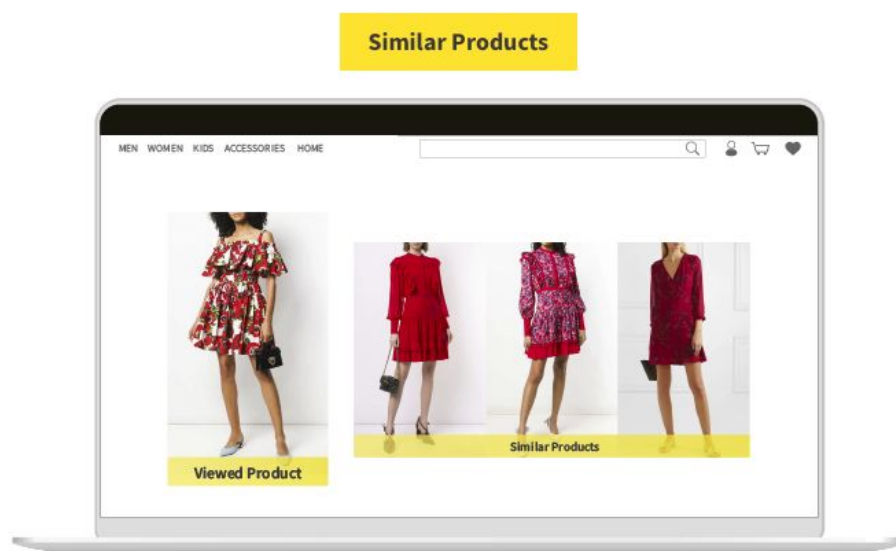 Similar Products
MEN WOMEN KIDS ACCESSORIES HOME
Similar Products
Viewed Product